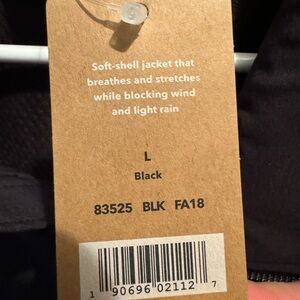 Soft-shell jacket that
breathes and stretches
while blocking wind
and light rain
L
Black
83525 BLK FA18
1 90696 02112 7